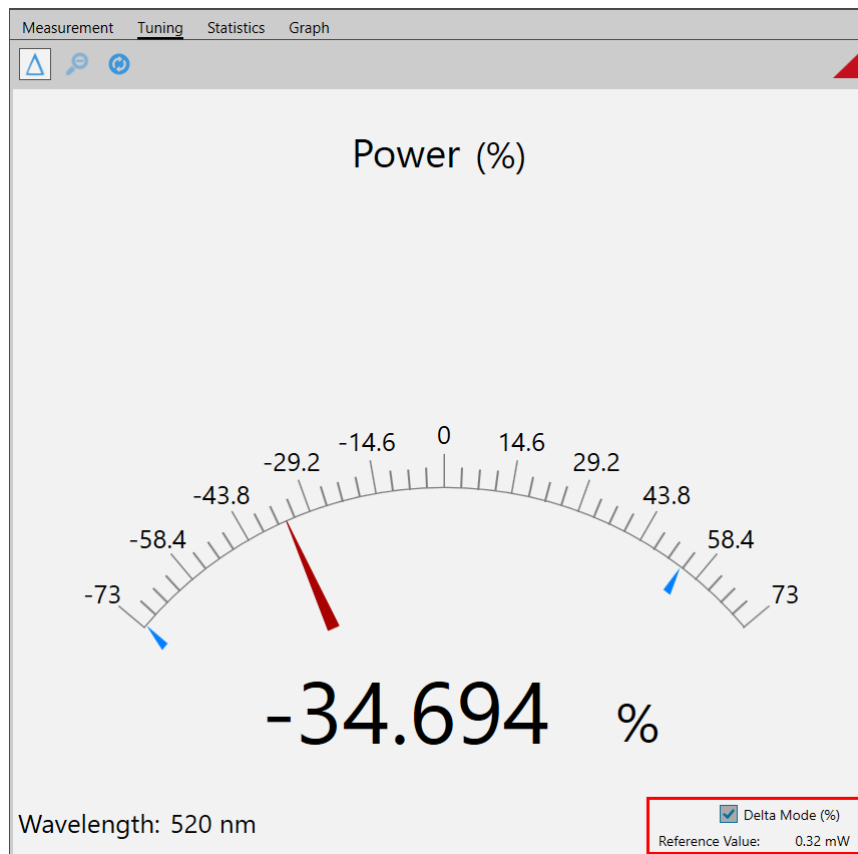 Measurement Tuning Statistics Graph
Power (%)
-73 -58.4 -43.8 -29.2 -14.6 0 14.6 29.2 43.8 58.4 73
-34.694 %
Delta Mode (%)
Wavelength: 520 nm
Reference Value: 0.32 mW